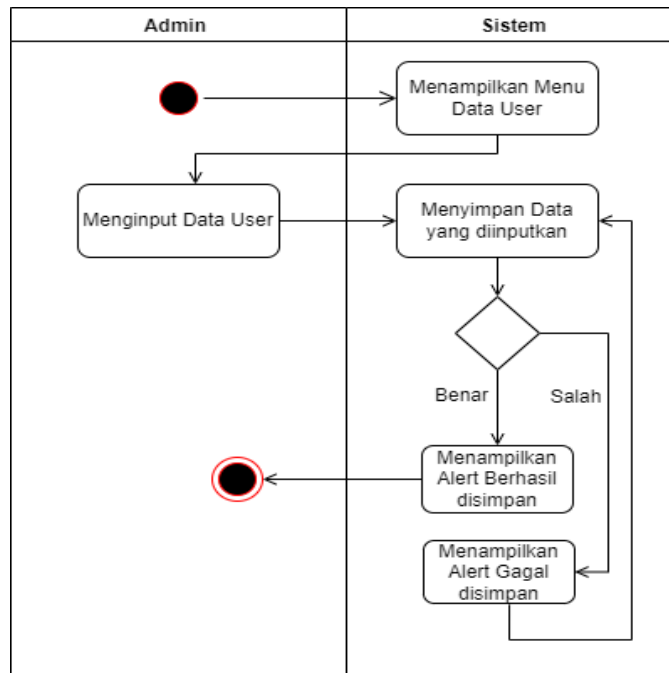 Admin
Sistem
Menampilkan Menu
Data User
Menginput Data User
Menyimpan Data
yang diinputkan
Benar
Salah
Menampilkan
Alert Berhasil
disimpan
Menampilkan
Alert Gagal
disimpan